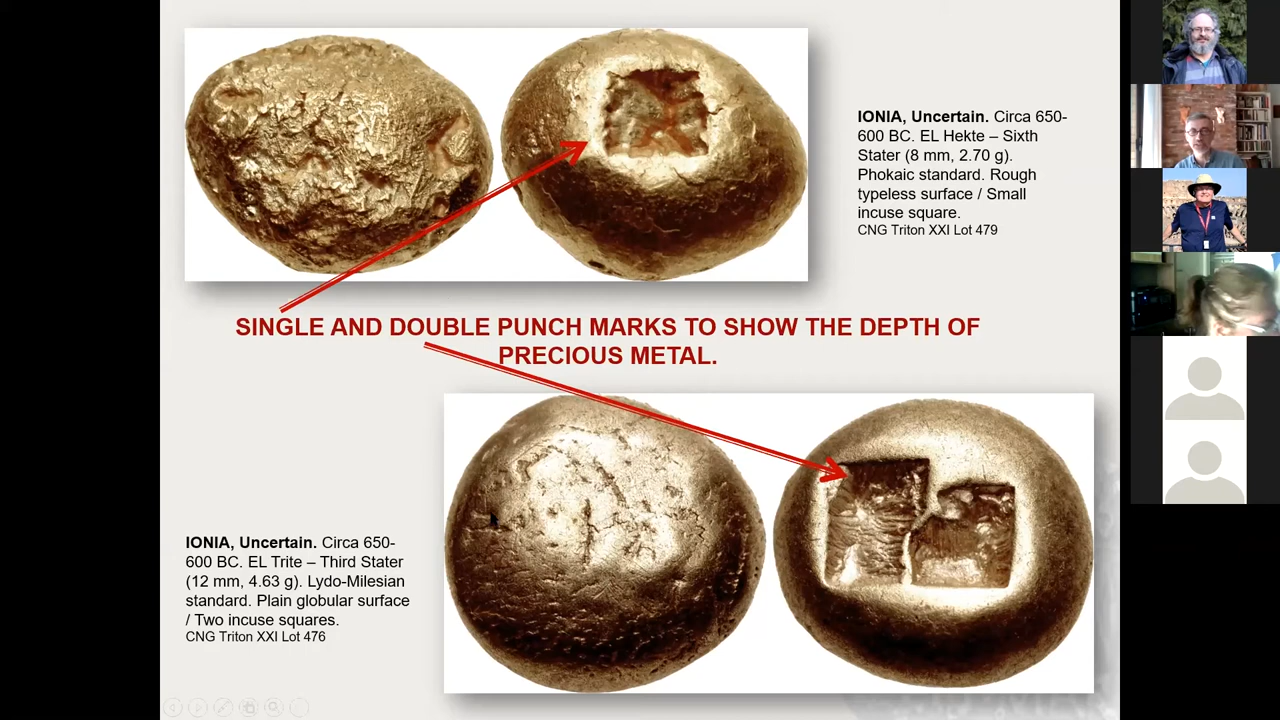 IONIA, Uncertain. Circa 650-
600 BC. EL Hekte – Sixth
Stater (8 mm, 2.70 g).
Phokaic standard. Rough
typeless surface / Small
incuse square.
CNG Triton XXI Lot 479
SINGLE AND DOUBLE PUNCH MARKS TO SHOW THE DEPTH OF
PRECIOUS METAL.
IONIA, Uncertain. Circa 650-
600 BC. EL Trite – Third Stater
(12 mm, 4.63 g). Lydo-Milesian
standard. Plain globular surface
/ Two incuse squares.
CNG Triton XXI Lot 476